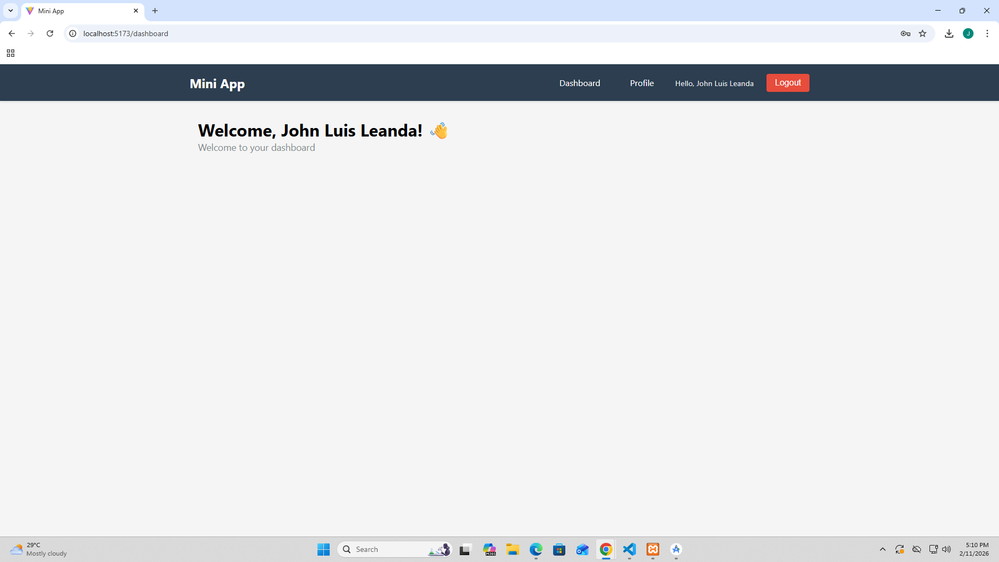 Mini App
localhost:5173/dashboard
J
Mini App
Dashboard
Profile
Hello, John Luis Leanda
Logout
Welcome, John Luis Leanda! 👋
Welcome to your dashboard
29°C
Mostly cloudy
Search
M365
5:10 PM
2/11/2026